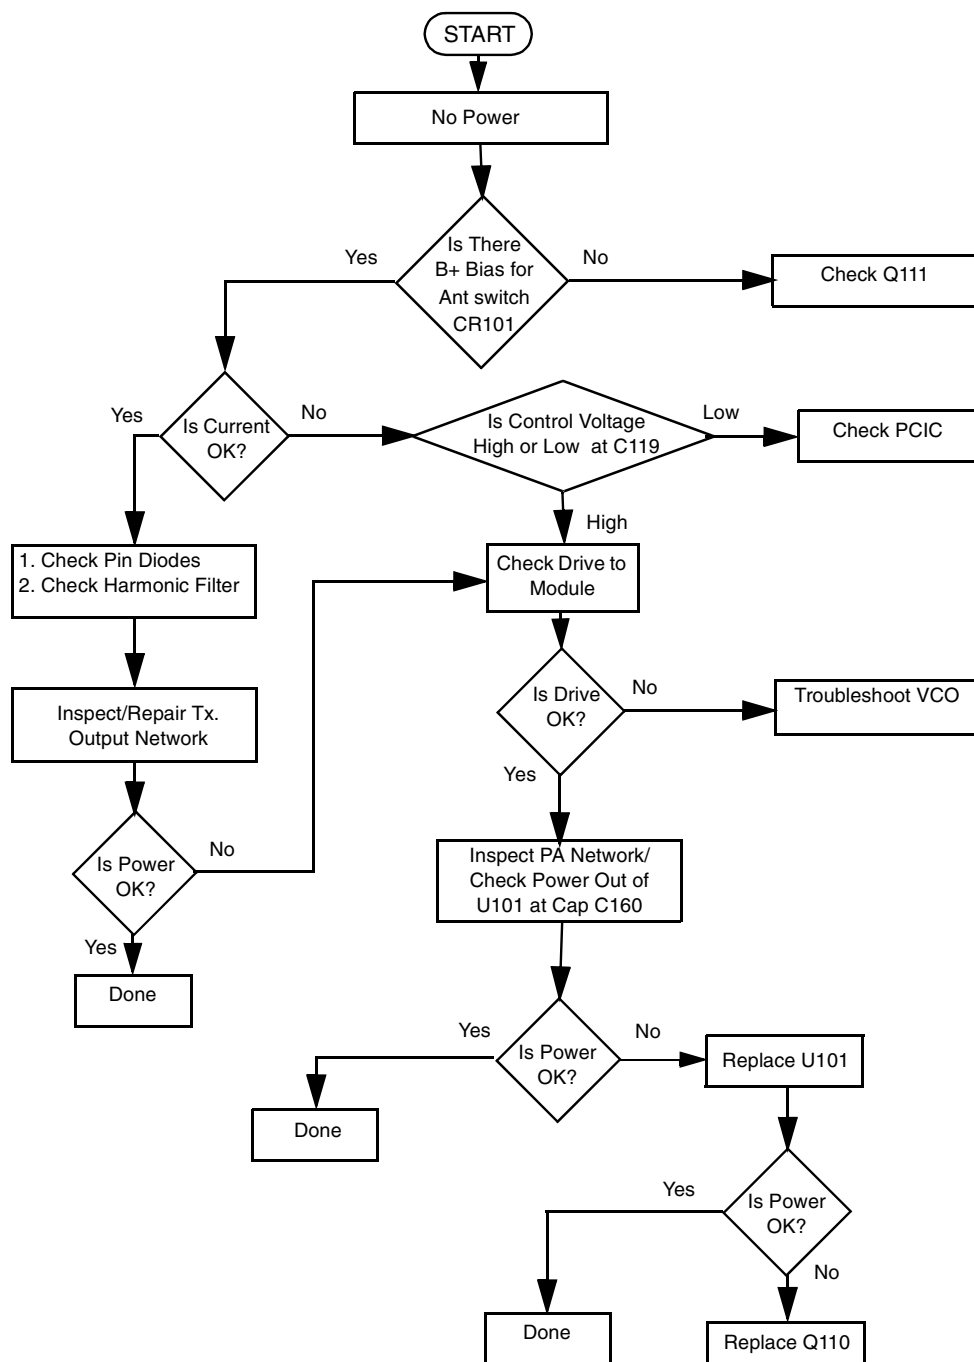 START
No Power
Is There
B+ Bias for
Ant switch
CR101
Yes
No
Check Q111
Is Current
OK?
Yes
No
Is Control Voltage
High or Low at C119
Low
Check PCIC
High
1. Check Pin Diodes
2. Check Harmonic Filter
Check Drive to
Module
Inspect/Repair Tx.
Output Network
Is Drive
OK?
No
Troubleshoot VCO
Yes
Is Power
OK?
No
Yes
Done
Inspect PA Network/
Check Power Out of
U101 at Cap C160
Is Power
OK?
Yes
No
Replace U101
Done
Is Power
OK?
Yes
No
Done
Replace Q110